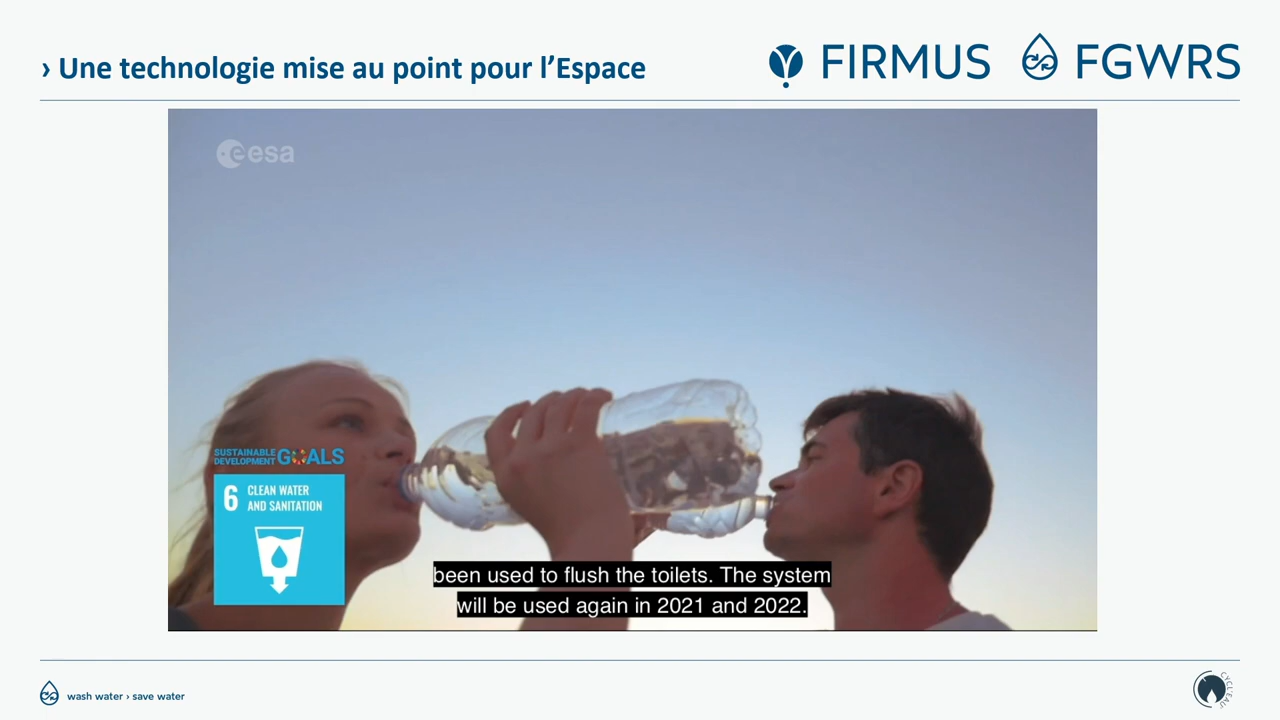 › Une technologie mise au point pour l’Espace
FIRMUS
FGWRS
esa
SUSTAINABLE
DEVELOPMENT
GOALS
6 CLEAN WATER
AND SANITATION
been used to flush the toilets. The system
will be used again in 2021 and 2022.
wash water › save water
CYCL'EAU